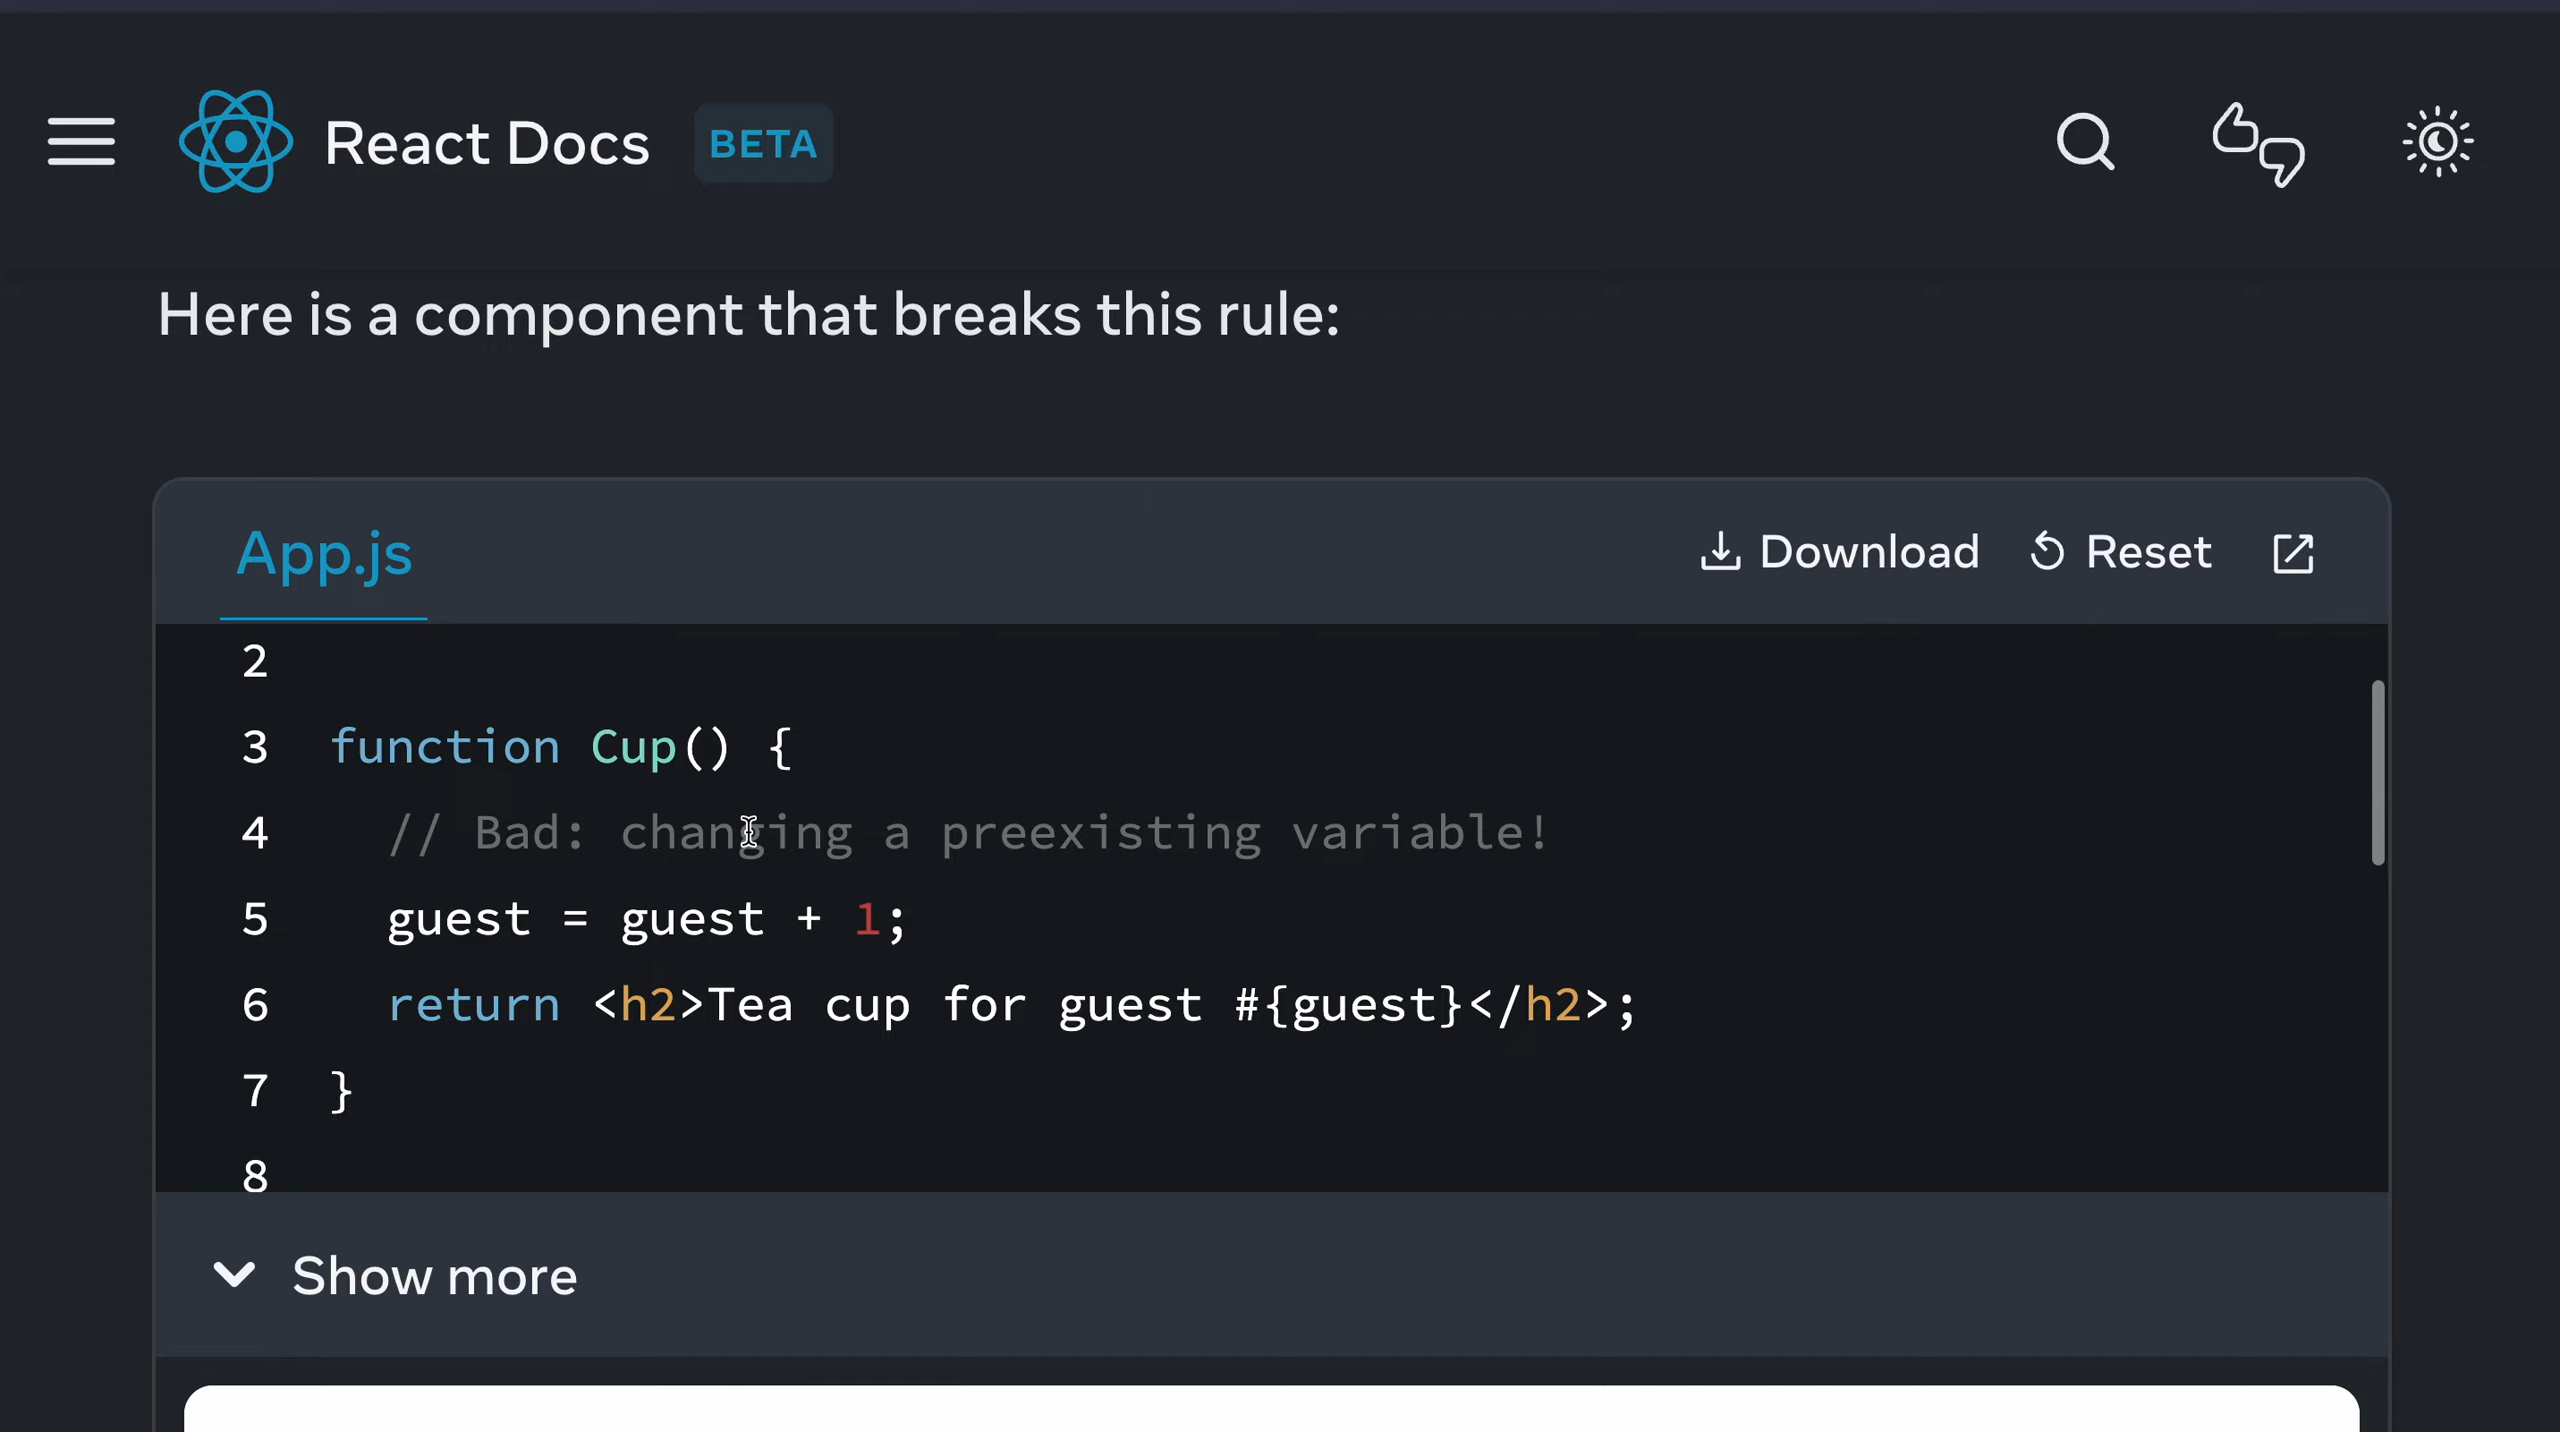 React Docs BETA
Here is a component that breaks this rule:
App.js Download Reset
2
3 function Cup() {
4   // Bad: changing a preexisting variable!
5   guest = guest + 1;
6   return <h2>Tea cup for guest #{guest}</h2>;
7 }
8
Show more